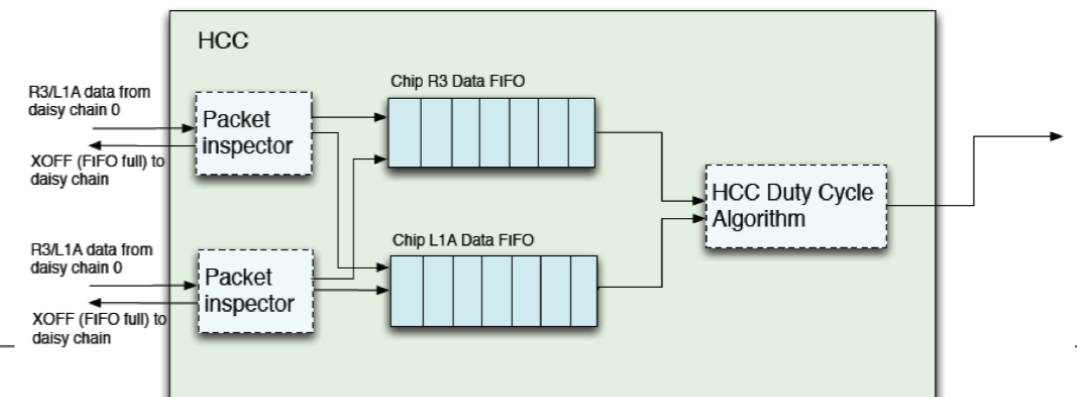 HCC
R3/L1A data from
daisy chain 0
XOFF (FIFO full) to
daisy chain
Packet
inspector
Chip R3 Data FIFO
HCC Duty Cycle
Algorithm
R3/L1A data from
daisy chain 0
XOFF (FIFO full) to
daisy chain
Packet
inspector
Chip L1A Data FIFO